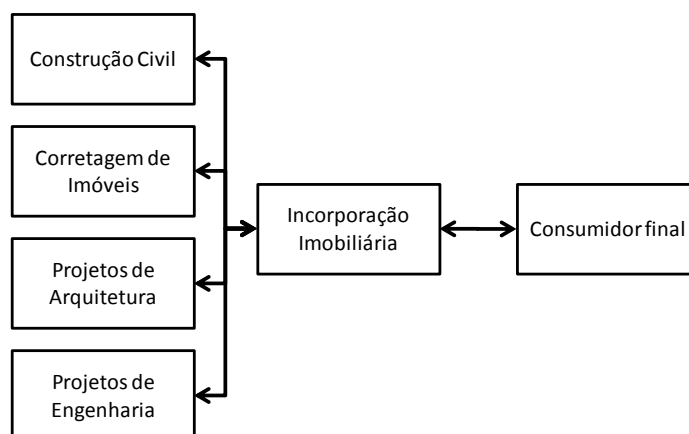 Construção Civil
Corretagem de
Imóveis
Projetos de
Arquitetura
Projetos de
Engenharia
Incorporação
Imobiliária
Consumidor final